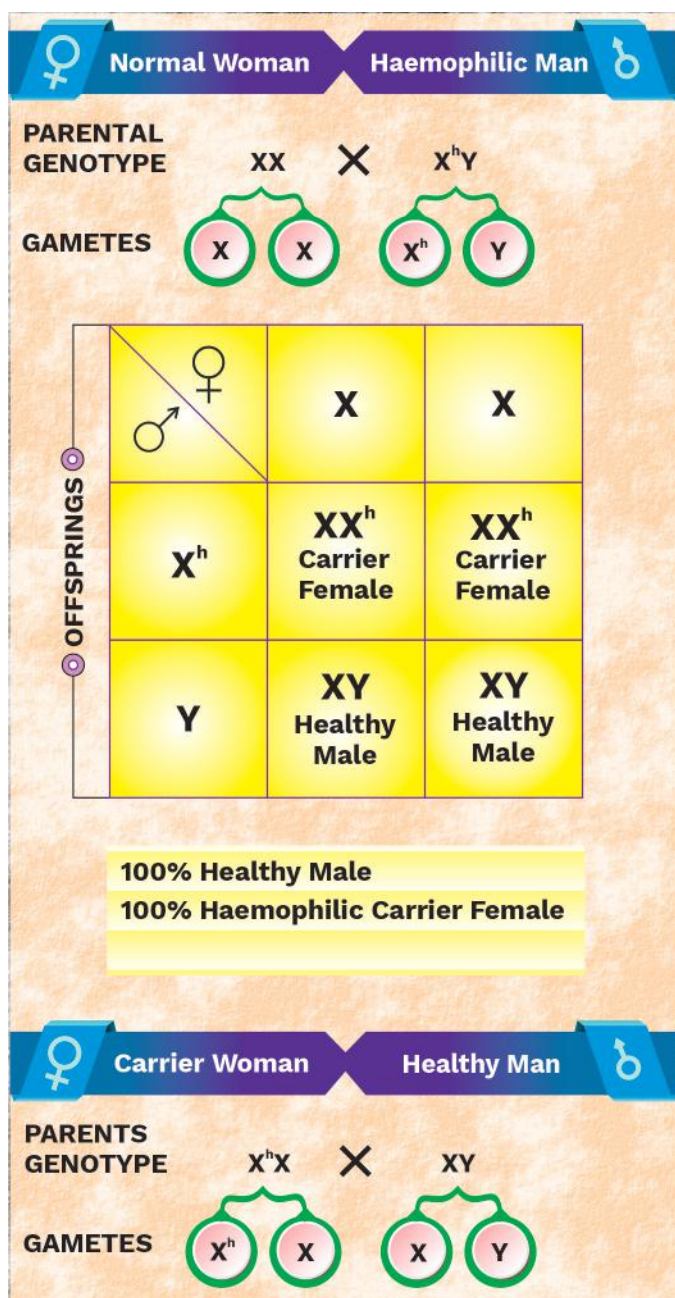 Normal Woman Haemophilic Man
PARENTAL
GENOTYPE XX × XʰY
GAMETES X X Xʰ Y
OFFSPRINGS
♂ ♀ X X
Xʰ XXʰ XXʰ
Carrier Carrier
Female Female
Y XY XY
Healthy Healthy
Male Male
100% Healthy Male
100% Haemophilic Carrier Female
Carrier Woman Healthy Man
PARENTS
GENOTYPE XʰX × XY
GAMETES Xʰ X X Y